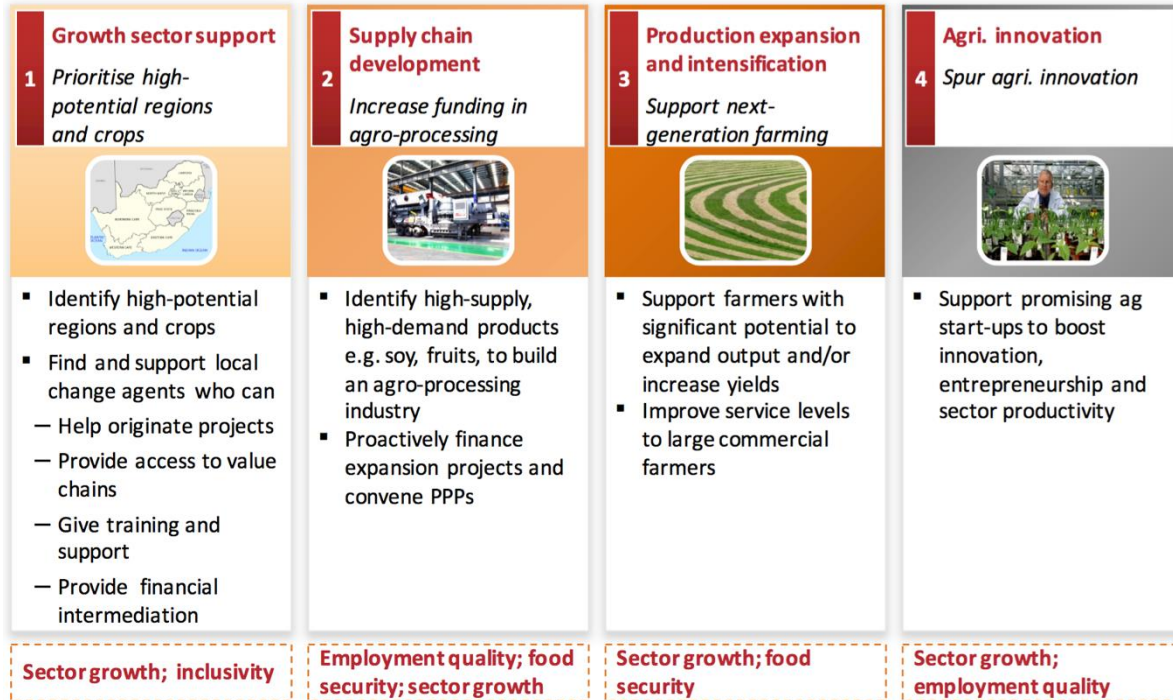 1
Growth sector support
Prioritise high-
potential regions
and crops
▪ Identify high-potential
regions and crops
▪ Find and support local
change agents who can
— Help originate projects
— Provide access to value
chains
— Give training and
support
— Provide financial
intermediation
Sector growth; inclusivity
2
Supply chain
development
Increase funding in
agro-processing
▪ Identify high-supply,
high-demand products
e.g. soy, fruits, to build
an agro-processing
industry
▪ Proactively finance
expansion projects and
convene PPPs
Employment quality; food
security; sector growth
3
Production expansion
and intensification
Support next-
generation farming
▪ Support farmers with
significant potential to
expand output and/or
increase yields
▪ Improve service levels
to large commercial
farmers
Sector growth; food
security
4
Agri. innovation
Spur agri. innovation
▪ Support promising ag
start-ups to boost
innovation,
entrepreneurship and
sector productivity
Sector growth;
employment quality